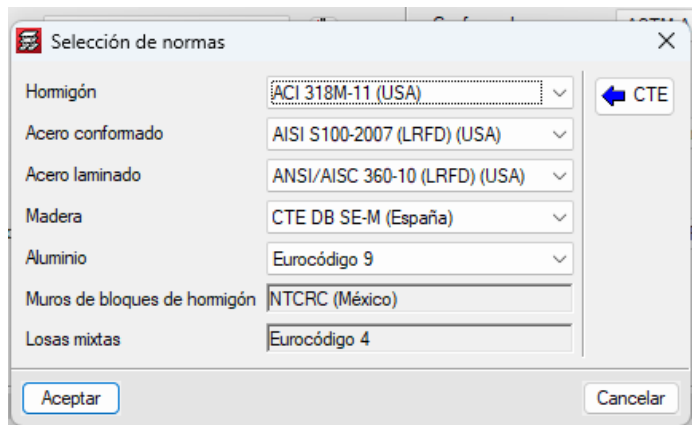 Selección de normas
Hormigón ACI 318M-11 (USA)
CTE
Acero conformado AISI S100-2007 (LRFD) (USA)
Acero laminado ANSI/AISC 360-10 (LRFD) (USA)
Madera CTE DB SE-M (España)
Aluminio Eurocódigo 9
Muros de bloques de hormigón NTCRC (México)
Losas mixtas Eurocódigo 4
Aceptar Cancelar